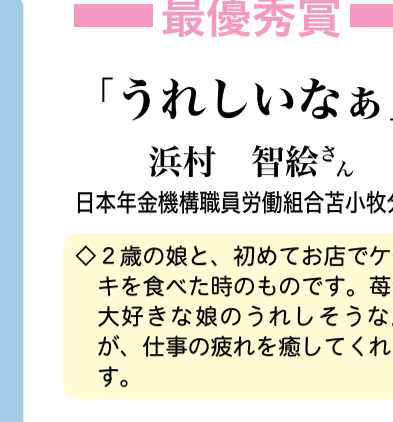 最優秀賞
「うれしいなぁ
浜村　智絵さん
日本年金機構職員労働組合苫小牧分
◇２歳の娘と、初めてお店でケ
キを食べた時のものです。苺
大好きな娘のうれしそうな
が、仕事の疲れを癒してくれ
す。